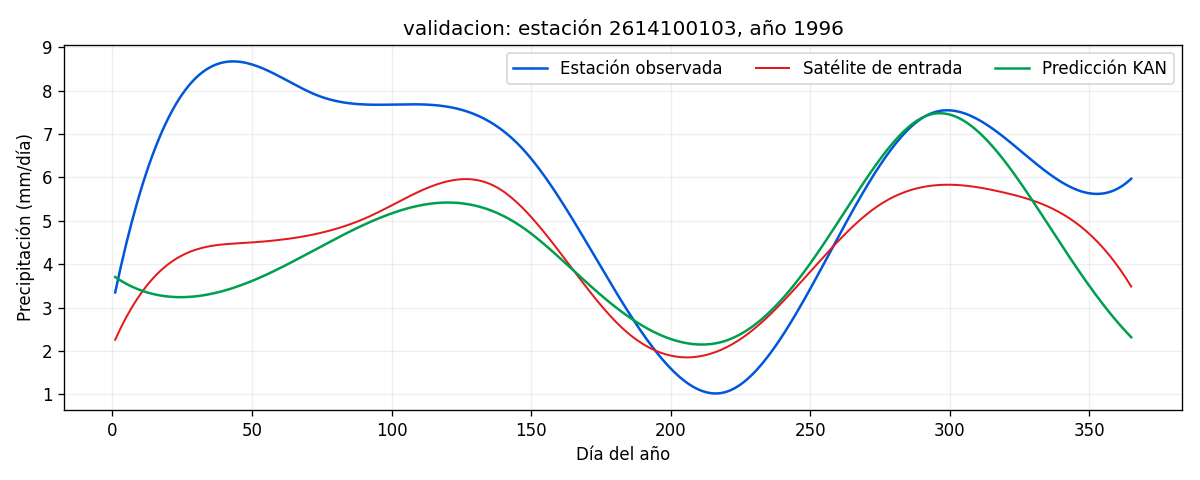 validacion: estación 2614100103, año 1996
Estación observada Satélite de entrada Predicción KAN
Precipitación (mm/día)
9
8
7
6
5
4
3
2
1
0 50 100 150 200 250 300 350
Día del año